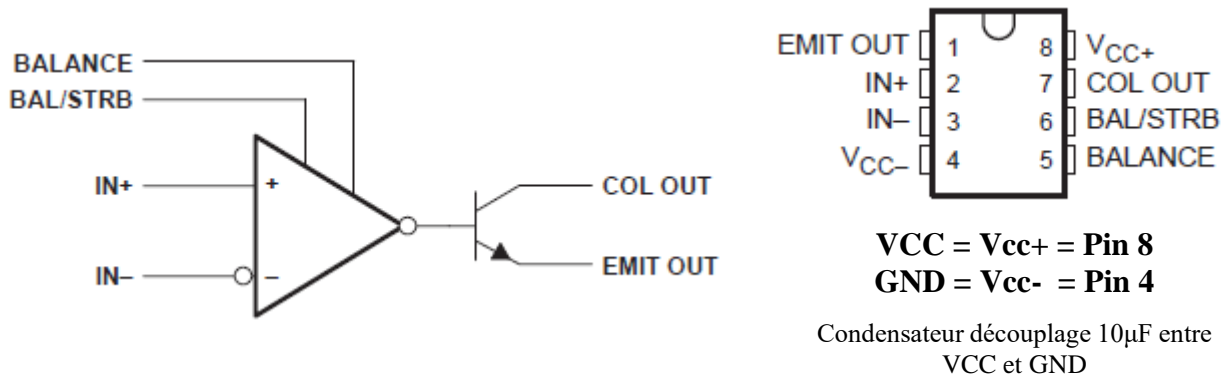 BALANCE
BAL/STRB
IN+
+
IN–
–
COL OUT
EMIT OUT
EMIT OUT 1 8 VCC+
IN+ 2 7 COL OUT
IN– 3 6 BAL/STRB
VCC– 4 5 BALANCE
VCC = Vcc+ = Pin 8
GND = Vcc- = Pin 4
Condensateur découplage 10µF entre
VCC et GND